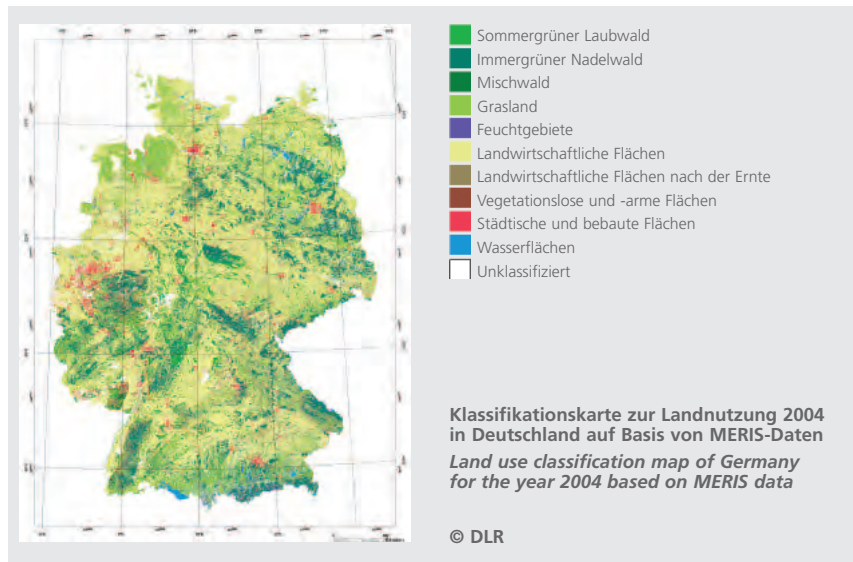 Sommergrüner Laubwald
Immergrüner Nadelwald
Mischwald
Grasland
Feuchtgebiete
Landwirtschaftliche Flächen
Landwirtschaftliche Flächen nach der Ernte
Vegetationslose und -arme Flächen
Städtische und bebaute Flächen
Wasserflächen
Unklassifiziert
Klassifikationskarte zur Landnutzung 2004
in Deutschland auf Basis von MERIS-Daten
Land use classification map of Germany
for the year 2004 based on MERIS data
© DLR